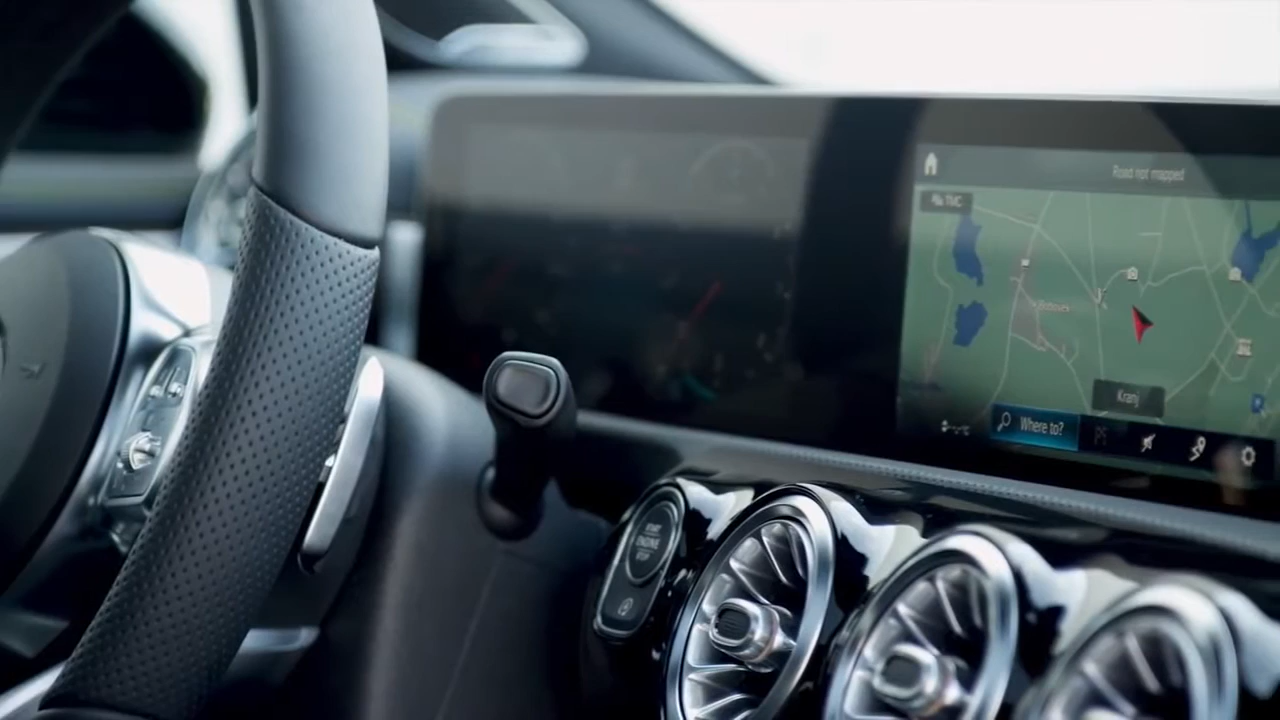 Road not mapped
TMC
Kranj
Where to?
START
ENGINE
STOP